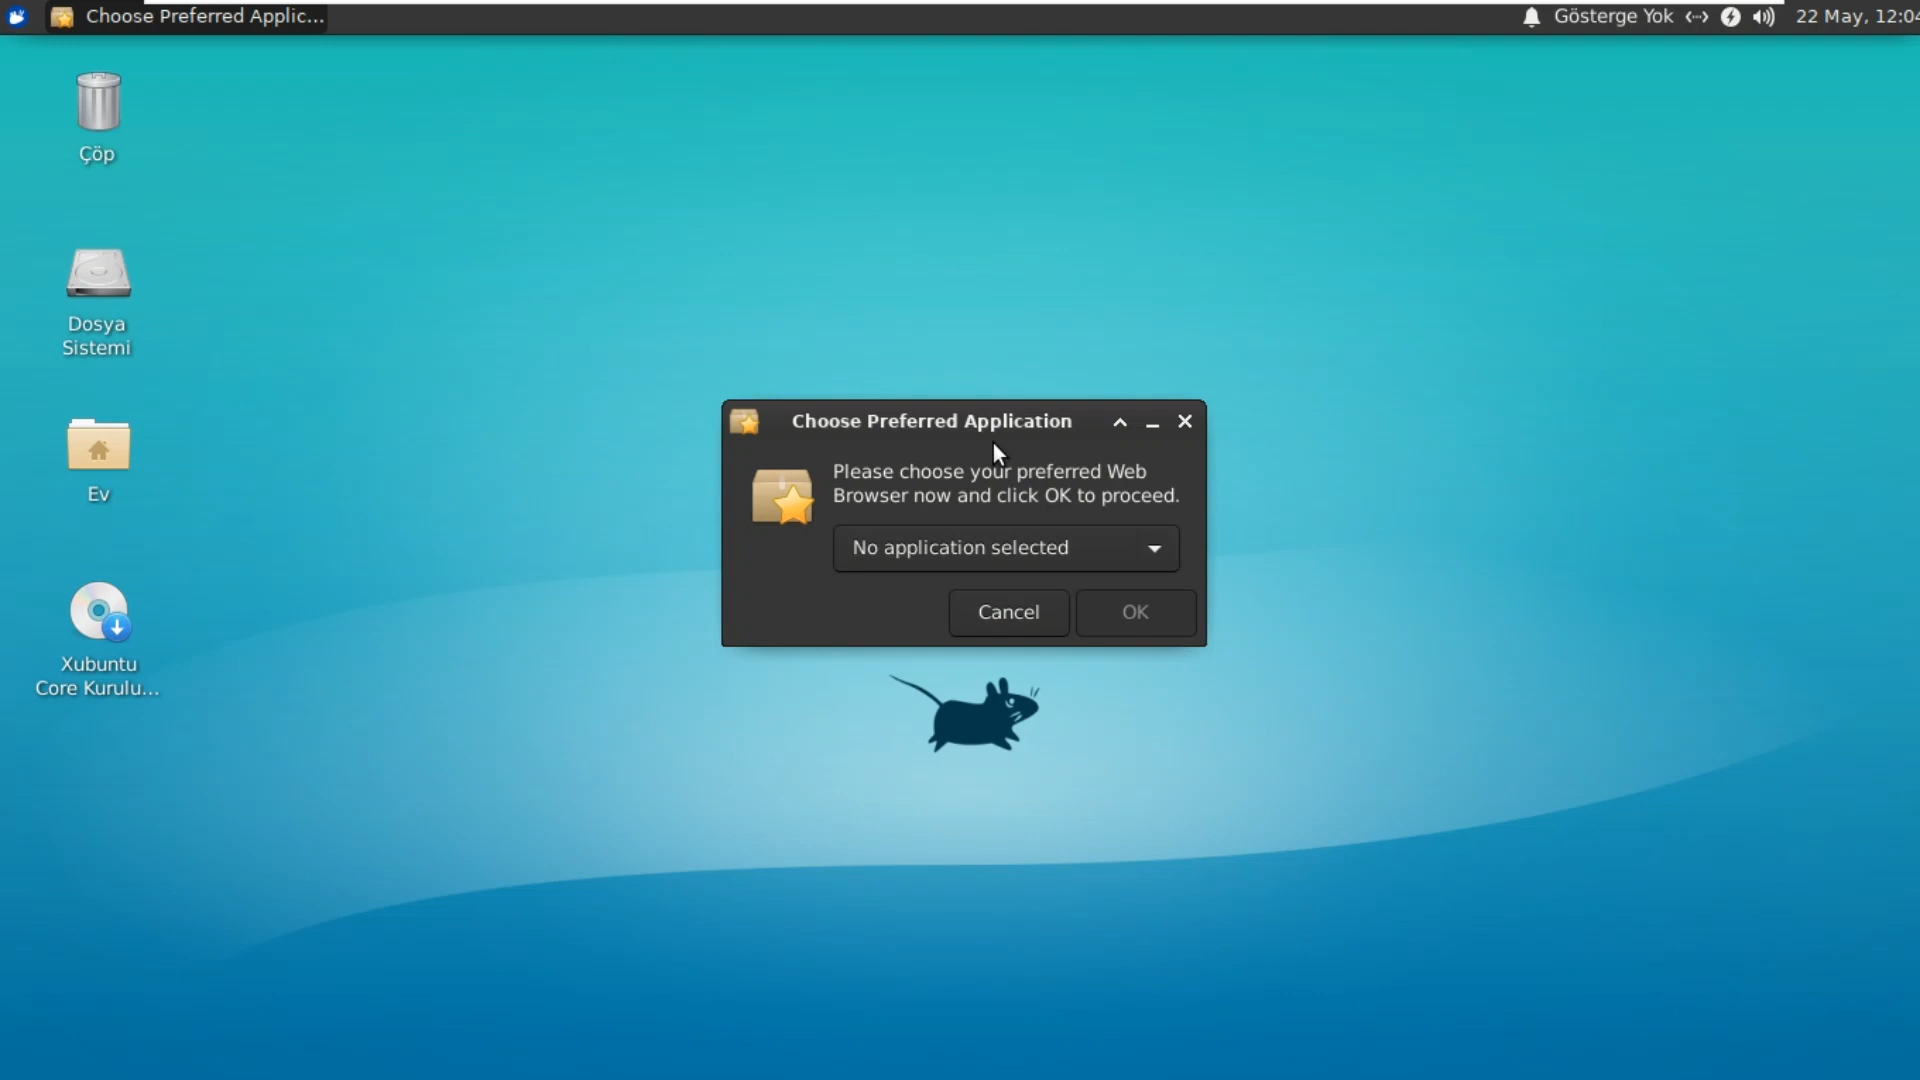 Choose Preferred Applic...
Gösterge Yok
22 May, 12:04
Çöp
Dosya
Sistemi
Ev
Xubuntu
Core Kurulu...
Choose Preferred Application
Please choose your preferred Web
Browser now and click OK to proceed.
No application selected
Cancel
OK